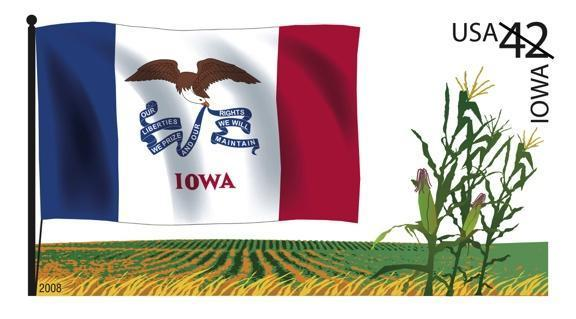 USA 42
IOWA
OUR
LIBERTIES
WE PRIZE
AND OUR
RIGHTS
WE WILL
MAINTAIN
IOWA
2008